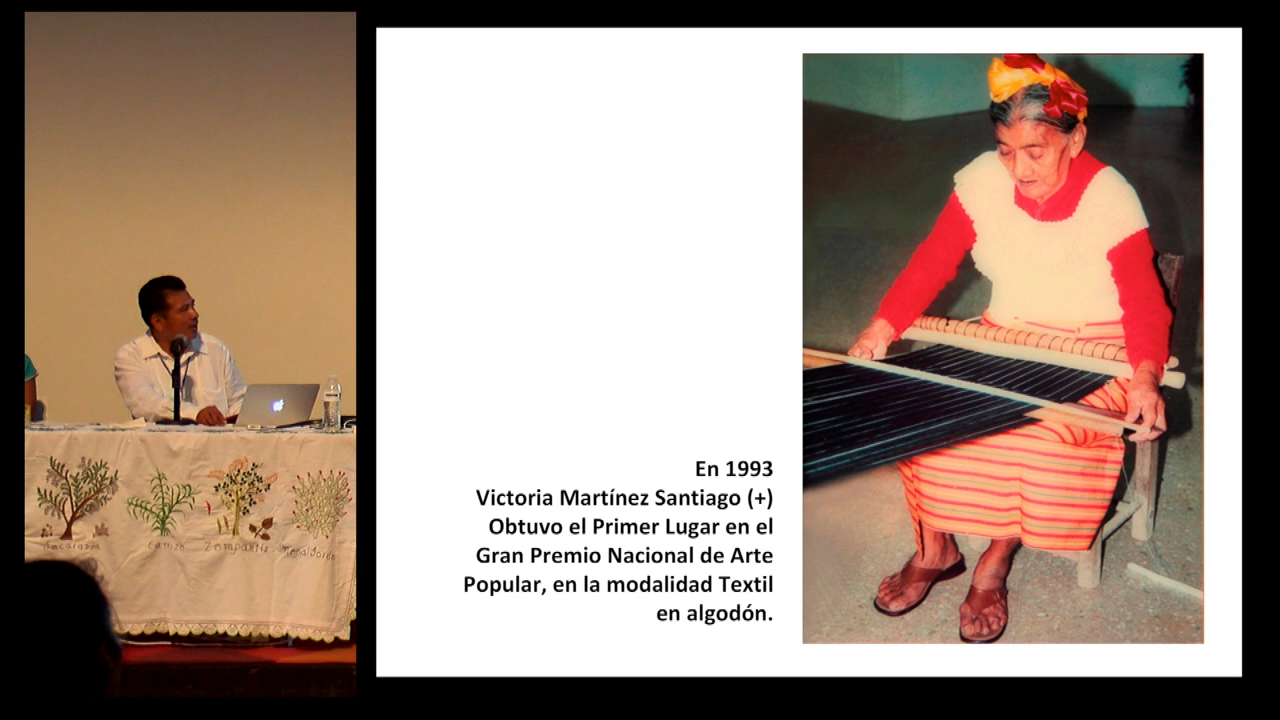 En 1993
Victoria Martínez Santiago (+)
Obtuvo el Primer Lugar en el
Gran Premio Nacional de Arte
Popular, en la modalidad Textil
en algodón.